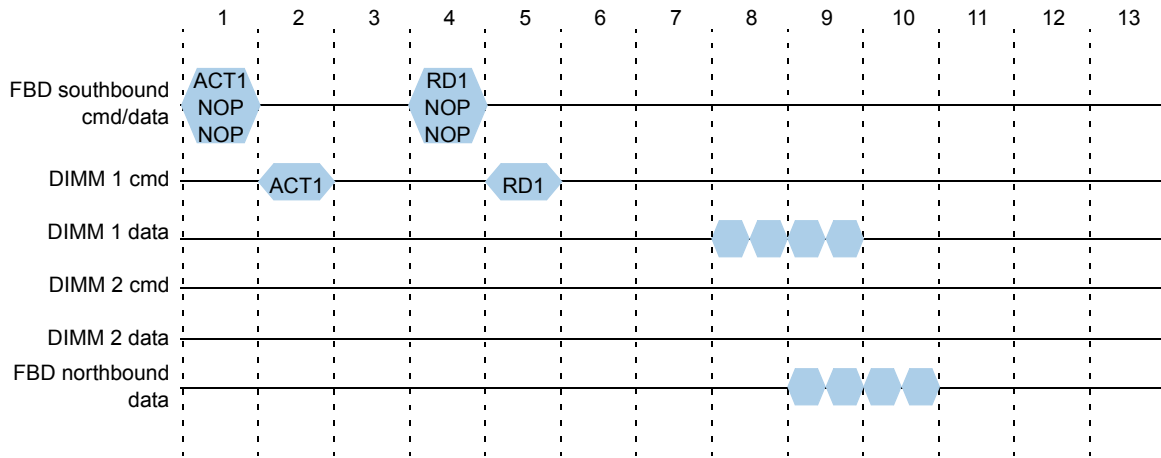 1 2 3 4 5 6 7 8 9 10 11 12 13
FBD southbound
cmd/data
ACT1
NOP
NOP
RD1
NOP
NOP
DIMM 1 cmd
ACT1
RD1
DIMM 1 data
DIMM 2 cmd
DIMM 2 data
FBD northbound
data